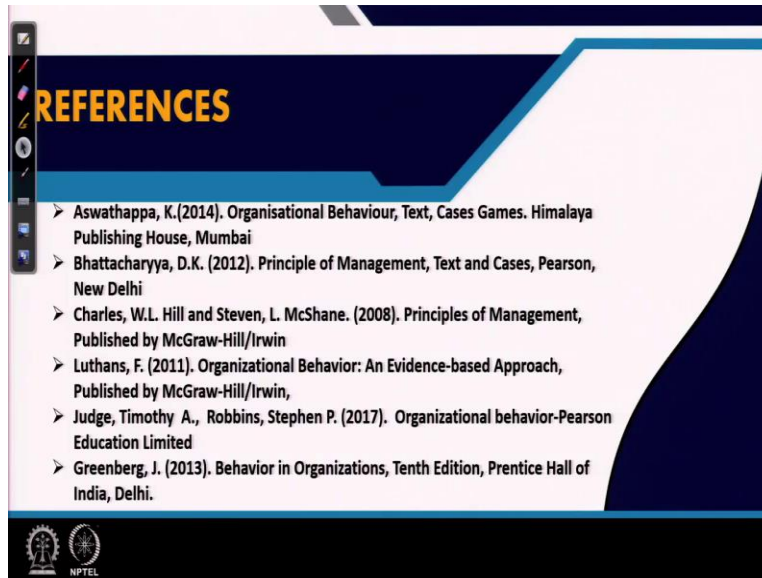 REFERENCES
➢ Aswathappa, K.(2014). Organisational Behaviour, Text, Cases Games. Himalaya
Publishing House, Mumbai
➢ Bhattacharyya, D.K. (2012). Principle of Management, Text and Cases, Pearson,
New Delhi
➢ Charles, W.L. Hill and Steven, L. McShane. (2008). Principles of Management,
Published by McGraw-Hill/Irwin
➢ Luthans, F. (2011). Organizational Behavior: An Evidence-based Approach,
Published by McGraw-Hill/Irwin,
➢ Judge, Timothy A., Robbins, Stephen P. (2017). Organizational behavior-Pearson
Education Limited
➢ Greenberg, J. (2013). Behavior in Organizations, Tenth Edition, Prentice Hall of
India, Delhi.
NPTEL